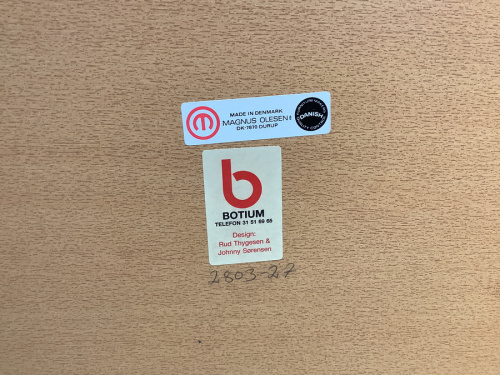 MADE IN DENMARK
MAGNUS OLESEN
DK-7870 DURUP
DANISH
b
BOTIUM
TELEFON 31 51 69 65
Design:
Rud Thygesen &
Johnny Sørensen
2803-27